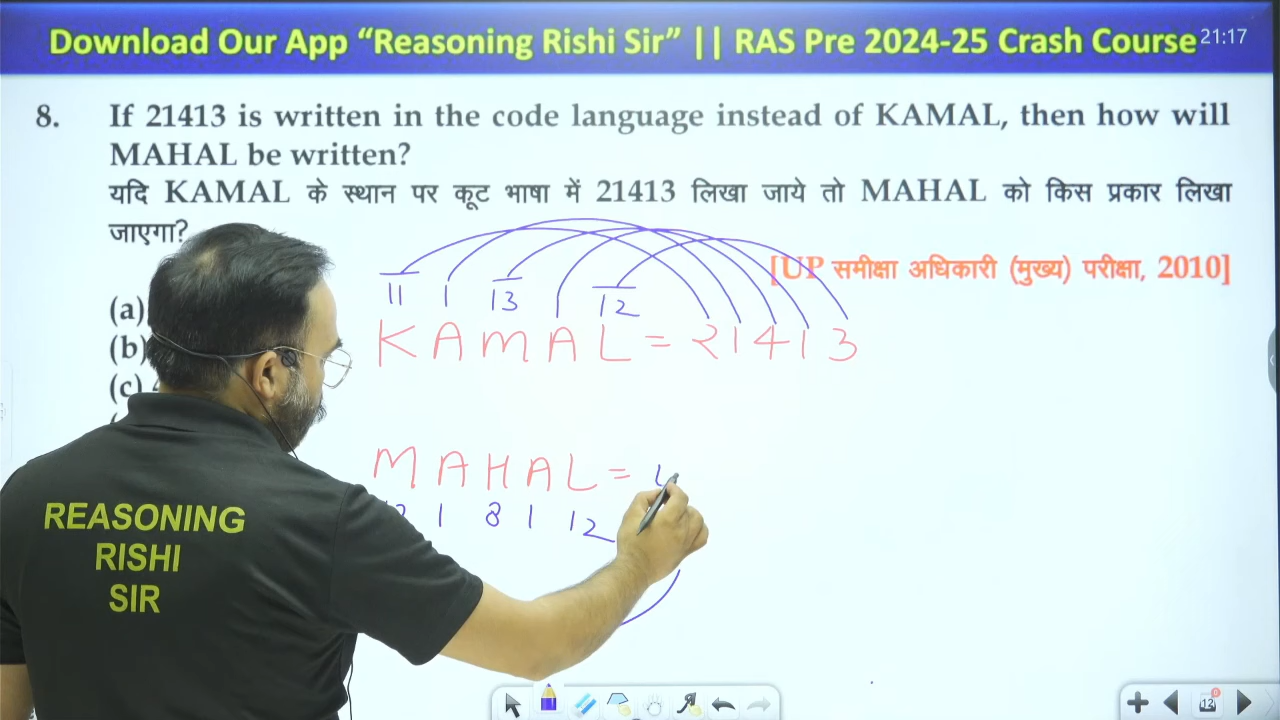 Download Our App “Reasoning Rishi Sir” || RAS Pre 2024-25 Crash Course
21:17
8. If 21413 is written in the code language instead of KAMAL, then how will
MAHAL be written?
यदि KAMAL के स्थान पर कूट भाषा में 21413 लिखा जाये तो MAHAL को किस प्रकार लिखा
जाएगा?
[UP समीक्षा अधिकारी (मुख्य) परीक्षा, 2010]
(a)
(b)
(c)
11 1 13 1 12
KAMAL = 21413
MAHAL =
1 8 1 12
REASONING
RISHI
SIR
12